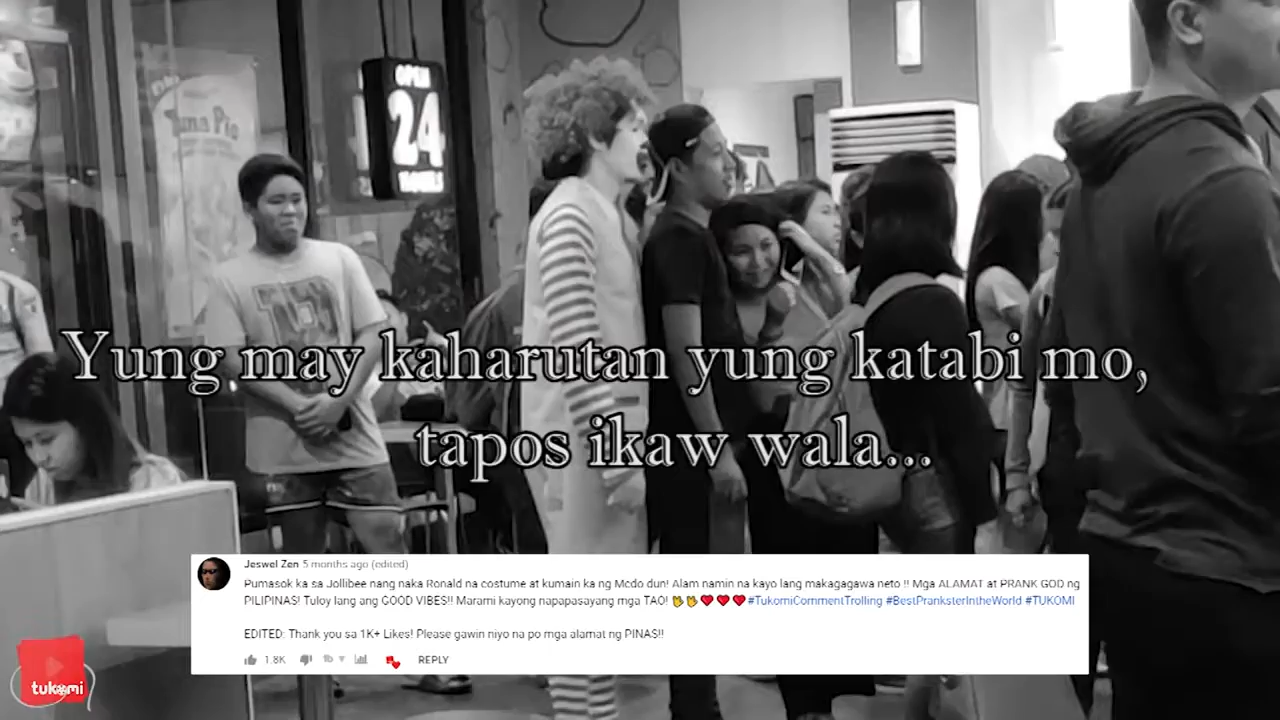 OPEN
24
HOURS
Tuna Pie
Yung may kaharutan yung katabi mo,
tapos ikaw wala...
Jeswel Zen 5 months ago (edited)
Pumasok ka sa Jollibee nang naka Ronald na costume at kumain ka ng Mcdo dun! Alam namin na kayo lang makagagawa neto !! Mga ALAMAT at PRANK GOD ng
PILIPINAS! Tuloy lang ang GOOD VIBES!! Marami kayong napapasayang mga TAO! 🤟🤟❤❤❤#TukomiCommentTrolling #BestPranksterIntheWorld #TUKOMI
EDITED: Thank you sa 1K+ Likes! Please gawin niyo na po mga alamat ng PINAS!!
1.8K REPLY
tukomi